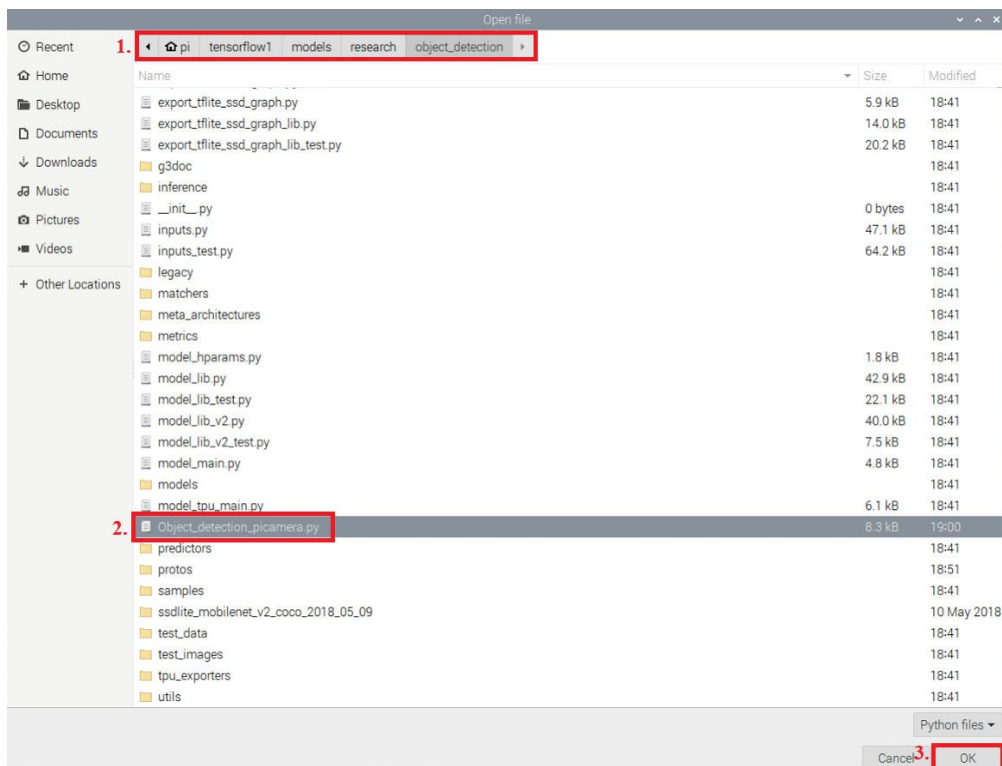 Open file
Recent
1. pi tensorflow1 models research object_detection
Home
Name Size Modified
Desktop
export_tflite_ssd_graph.py 5.9 kB 18:41
export_tflite_ssd_graph_lib.py 14.0 kB 18:41
Documents
export_tflite_ssd_graph_lib_test.py 20.2 kB 18:41
Downloads
g3doc 18:41
Music
inference 18:41
__init__.py 0 bytes 18:41
Pictures
inputs.py 47.1 kB 18:41
Videos
inputs_test.py 64.2 kB 18:41
legacy 18:41
+ Other Locations
matchers 18:41
meta_architectures 18:41
metrics 18:41
model_hparams.py 1.8 kB 18:41
model_lib.py 42.9 kB 18:41
model_lib_test.py 22.1 kB 18:41
model_lib_v2.py 40.0 kB 18:41
model_lib_v2_test.py 7.5 kB 18:41
model_main.py 4.8 kB 18:41
models 18:41
model_tpu_main.py 6.1 kB 18:41
2. Object_detection_picamera.py 8.3 kB 19:00
predictors 18:41
protos 18:51
samples 18:41
ssdlite_mobilenet_v2_coco_2018_05_09 10 May 2018
test_data 18:41
test_images 18:41
tpu_exporters 18:41
utils 18:41
Python files
Cancel 3. OK